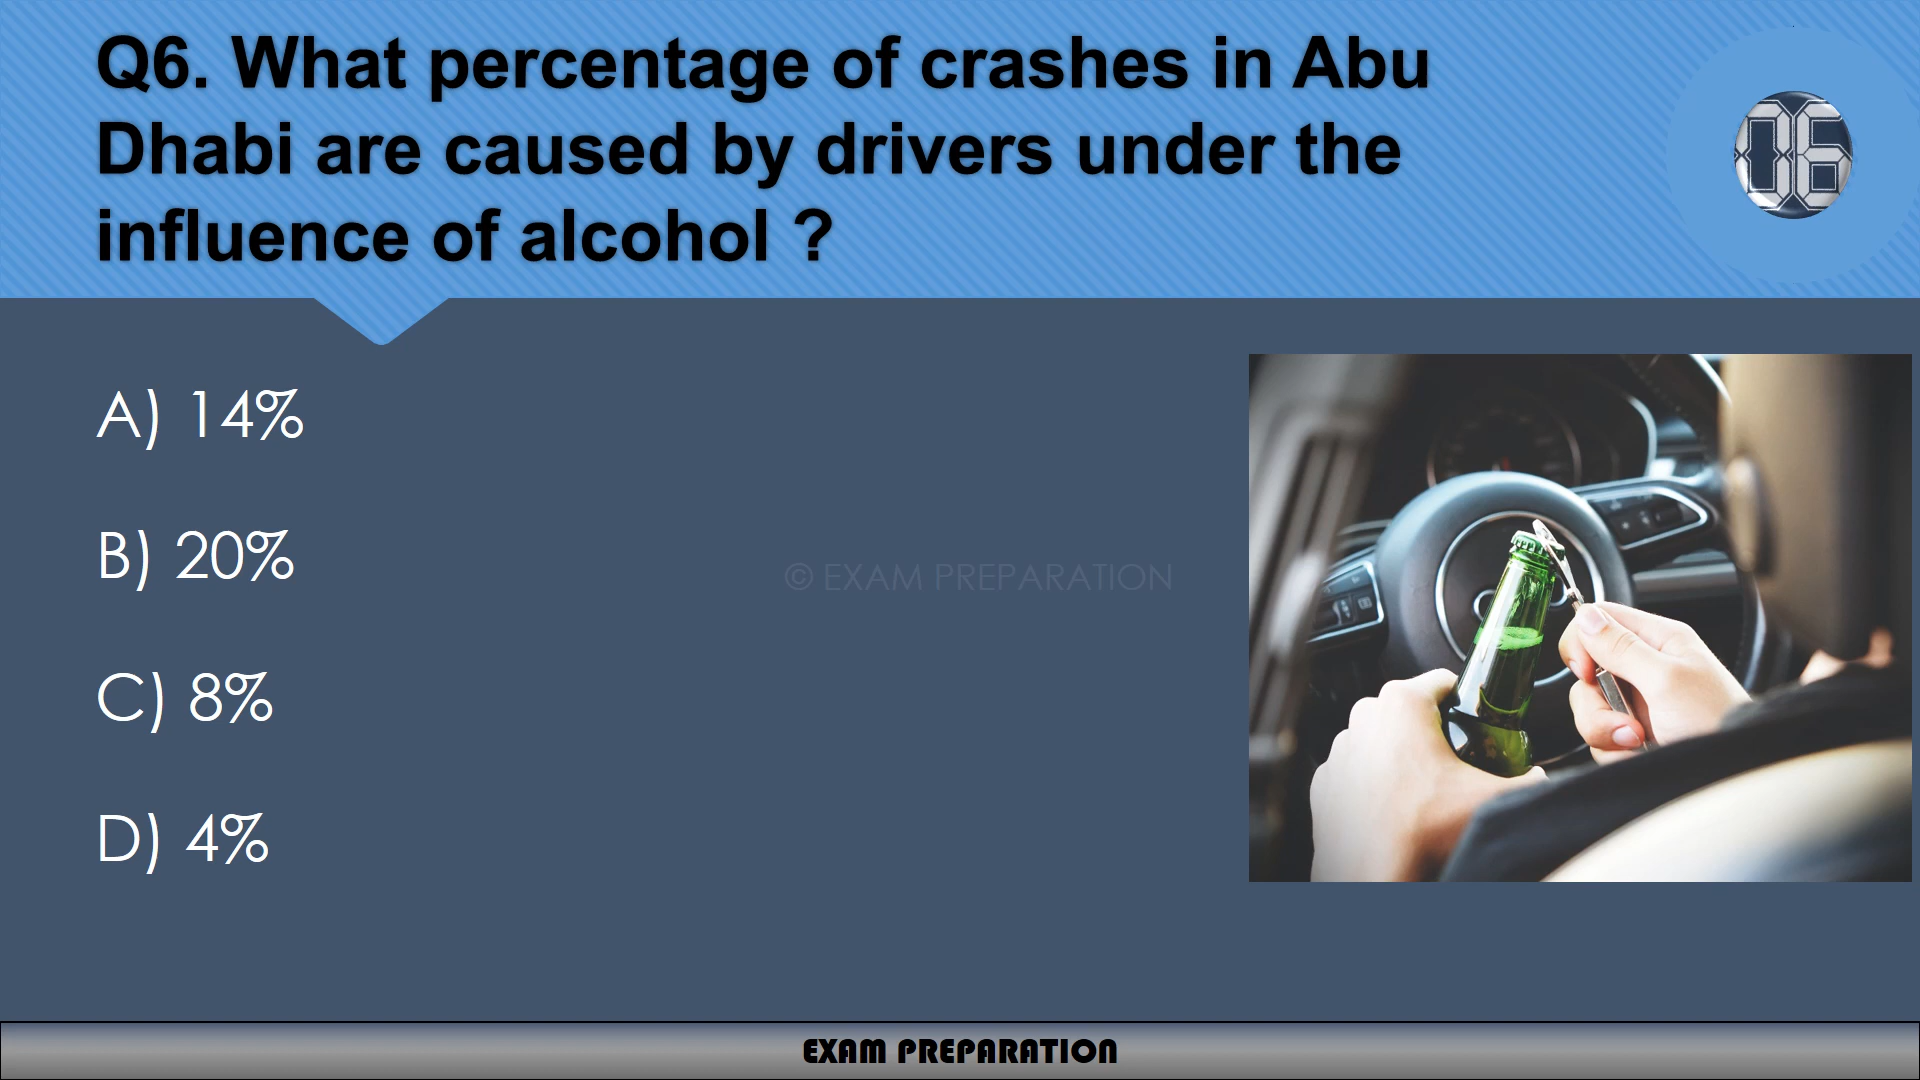 Q6. What percentage of crashes in Abu
Dhabi are caused by drivers under the
influence of alcohol ?
06
A) 14%
B) 20%
© EXAM PREPARATION
C) 8%
D) 4%
EXAM PREPARATION